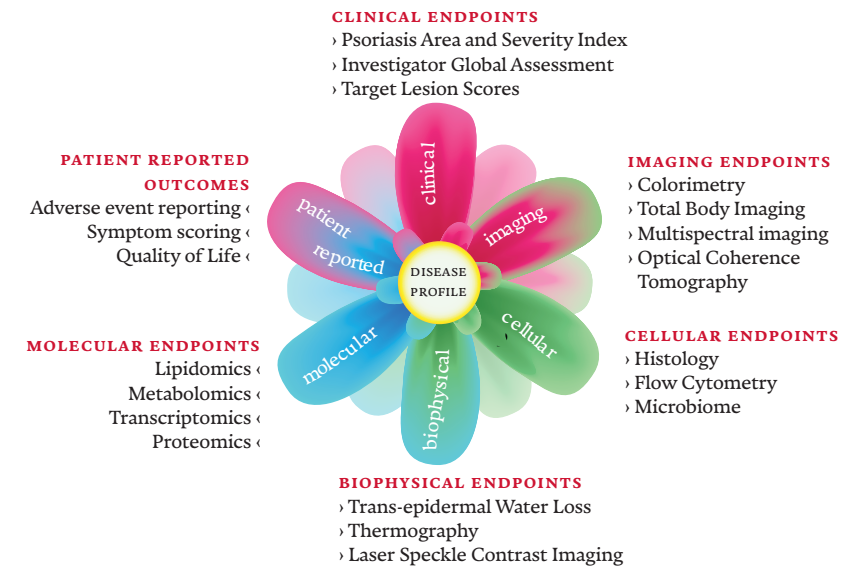 CLINICAL ENDPOINTS
› Psoriasis Area and Severity Index
› Investigator Global Assessment
› Target Lesion Scores
PATIENT REPORTED
OUTCOMES
Adverse event reporting ‹
Symptom scoring ‹
Quality of Life ‹
IMAGING ENDPOINTS
› Colorimetry
› Total Body Imaging
› Multispectral imaging
› Optical Coherence
Tomography
clinical
patient
reported
imaging
DISEASE
PROFILE
molecular
biophysical
cellular
MOLECULAR ENDPOINTS
Lipidomics ‹
Metabolomics ‹
Transcriptomics ‹
Proteomics ‹
CELLULAR ENDPOINTS
› Histology
› Flow Cytometry
› Microbiome
BIOPHYSICAL ENDPOINTS
› Trans-epidermal Water Loss
› Thermography
› Laser Speckle Contrast Imaging